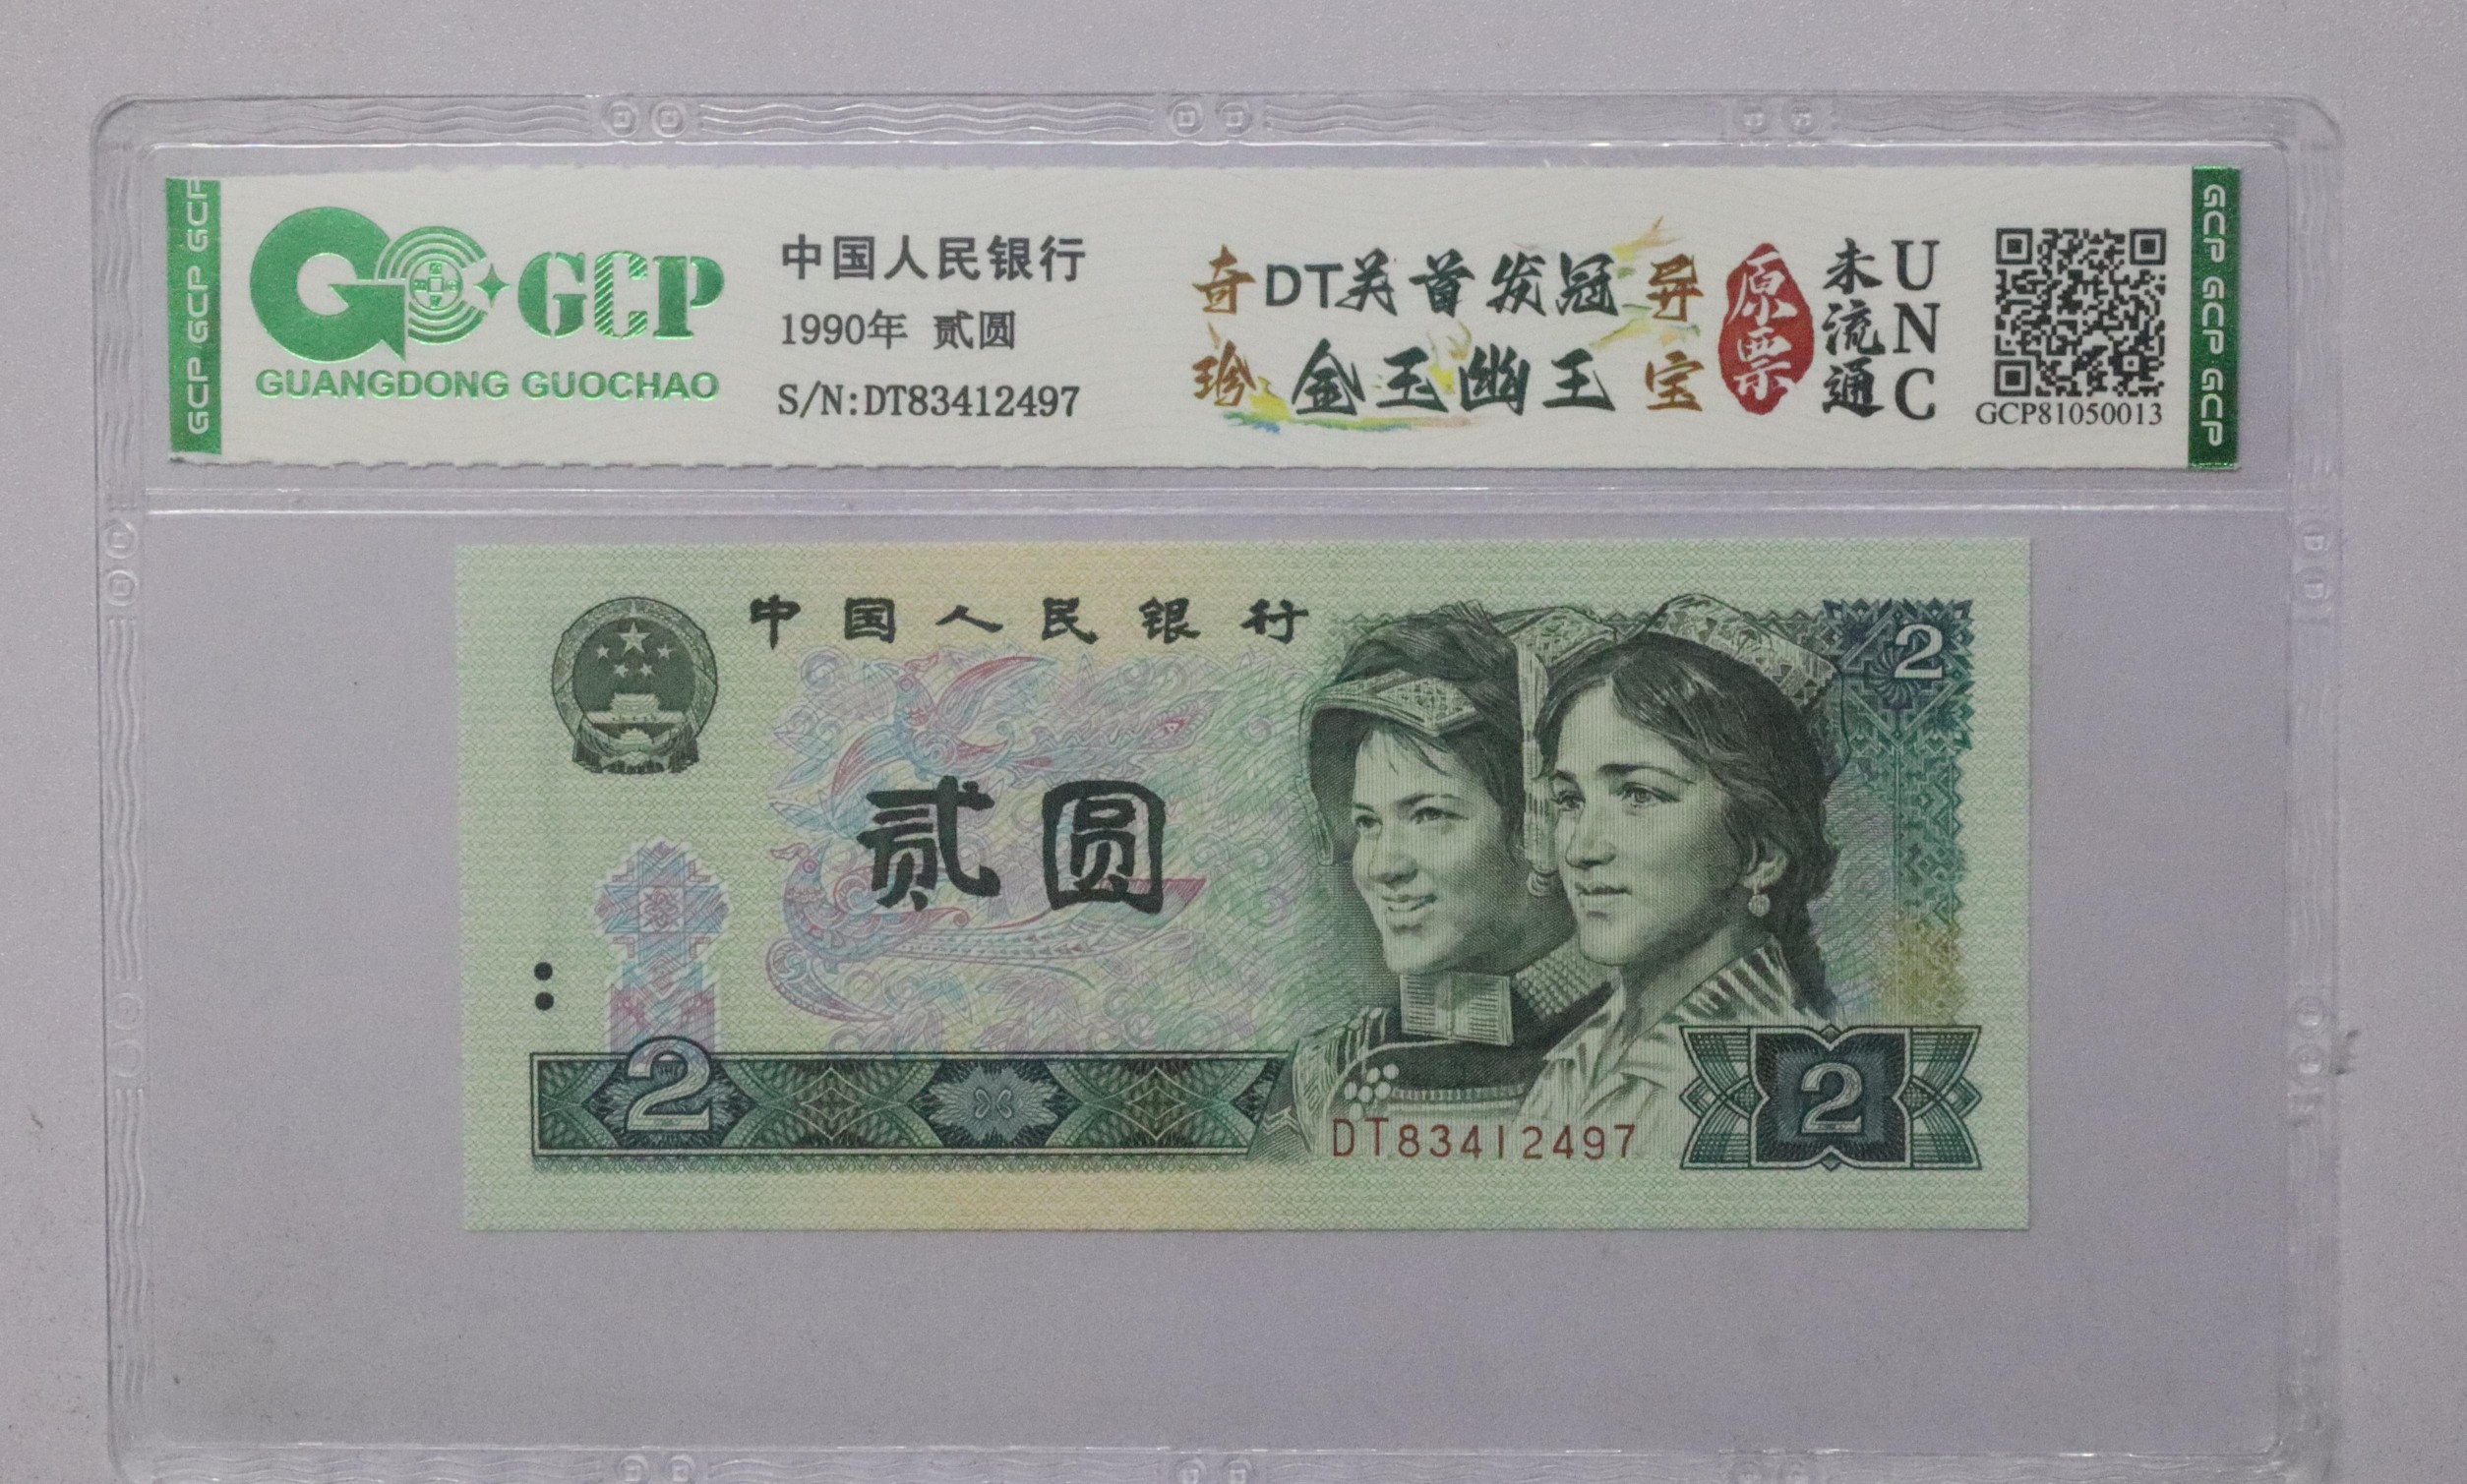 GCP GCP GCP
GCP
GUANGDONG GUOCHAO
中国人民银行
1990年 贰圆
S/N:DT83412497
奇DT关首发冠异
珍金玉幽王宝
原票
未流通
UNC
GCP81050013
GCP GCP GCP
中国人民银行
2
贰圆
2
2
DT83412497